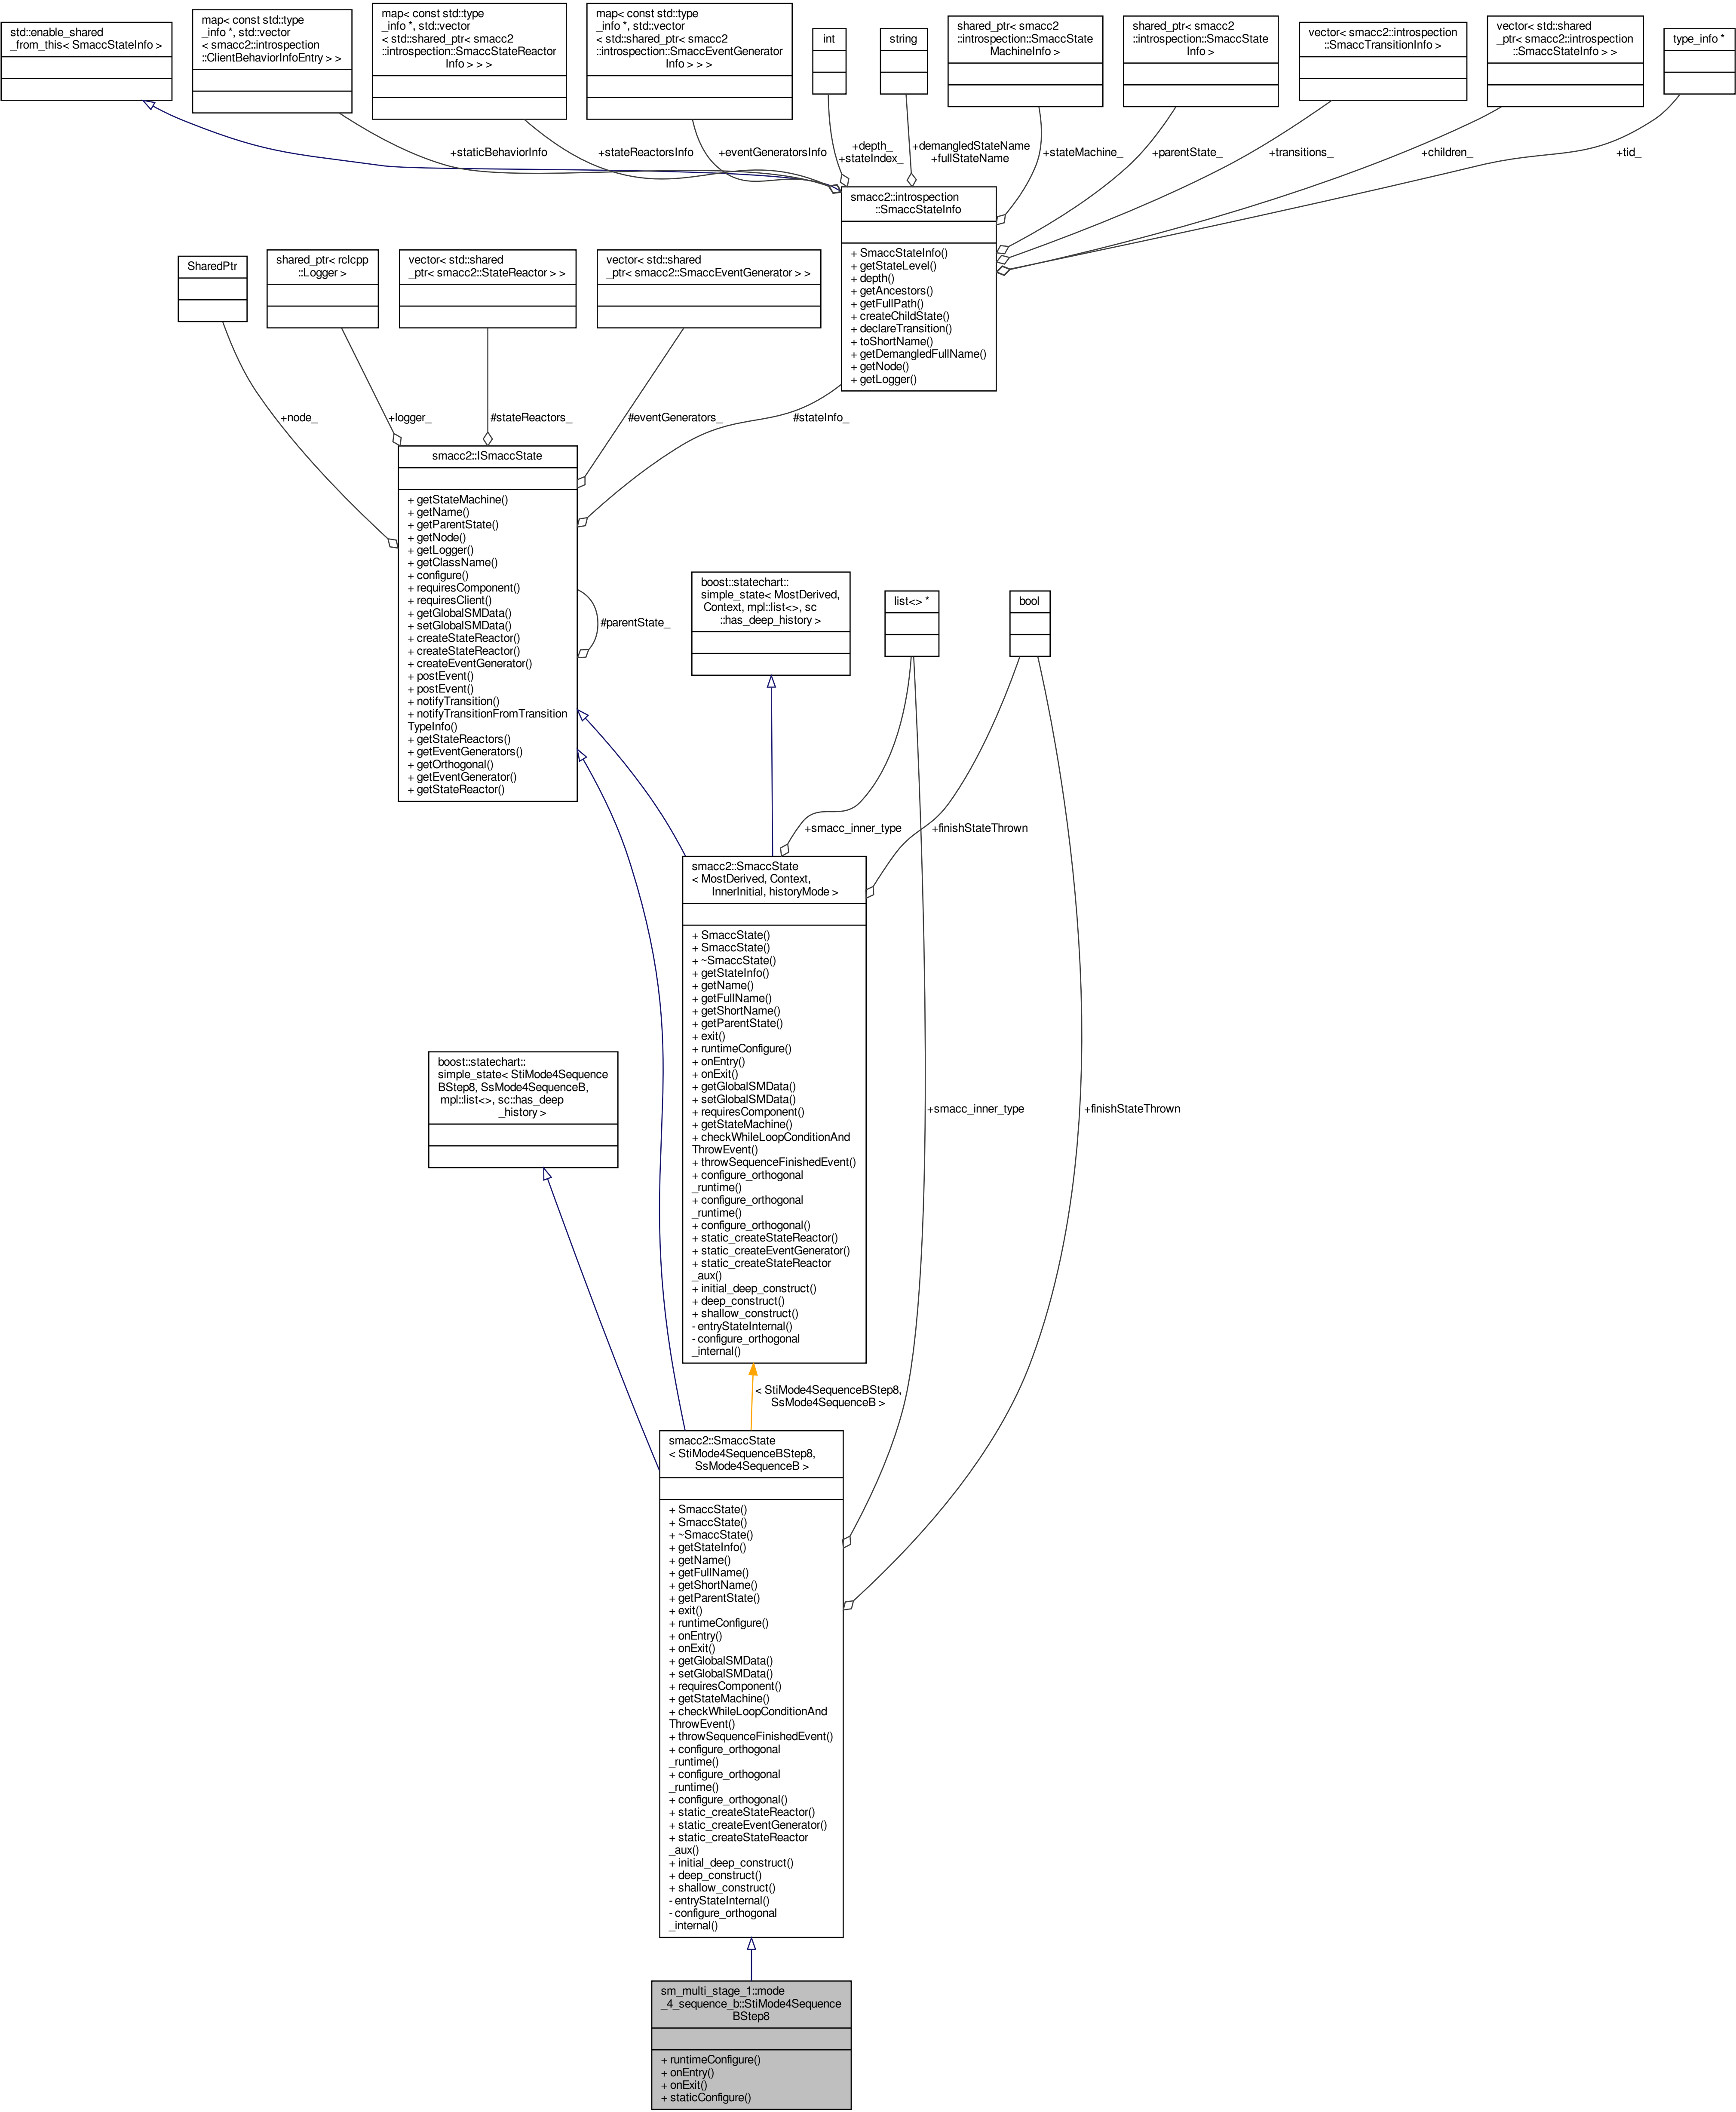 std::enable_shared
_from_this< SmaccStateInfo >
map< const std::type
_info *, std::vector
< smacc2::introspection
::ClientBehaviorInfoEntry > >
map< const std::type
_info *, std::vector
< std::shared_ptr< smacc2
::introspection::SmaccStateReactor
Info > > >
map< const std::type
_info *, std::vector
< std::shared_ptr< smacc2
::introspection::SmaccEventGenerator
Info > > >
int
string
shared_ptr< smacc2
::introspection::SmaccState
MachineInfo >
shared_ptr< smacc2
::introspection::SmaccState
Info >
vector< smacc2::introspection
::SmaccTransitionInfo >
vector< std::shared
_ptr< smacc2::introspection
::SmaccStateInfo > >
type_info *
+staticBehaviorInfo
+stateReactorsInfo
+eventGeneratorsInfo
+depth_
+stateIndex_
+demangledStateName
+fullStateName
+stateMachine_
+parentState_
+transitions_
+children_
+tid_
smacc2::introspection
::SmaccStateInfo
+ SmaccStateInfo()
+ getStateLevel()
+ depth()
+ getAncestors()
+ getFullPath()
+ createChildState()
+ declareTransition()
+ toShortName()
+ getDemangledFullName()
+ getNode()
+ getLogger()
SharedPtr
shared_ptr< rclcpp
::Logger >
vector< std::shared
_ptr< smacc2::StateReactor > >
vector< std::shared
_ptr< smacc2::SmaccEventGenerator > >
+node_
+logger_
#stateReactors_
#eventGenerators_
#stateInfo_
smacc2::ISmaccState
+ getStateMachine()
+ getName()
+ getParentState()
+ getNode()
+ getLogger()
+ getClassName()
+ configure()
+ requiresComponent()
+ requiresClient()
+ getGlobalSMData()
+ setGlobalSMData()
+ createStateReactor()
+ createStateReactor()
+ createEventGenerator()
+ postEvent()
+ postEvent()
+ notifyTransition()
+ notifyTransitionFromTransition
TypeInfo()
+ getStateReactors()
+ getEventGenerators()
+ getOrthogonal()
+ getEventGenerator()
+ getStateReactor()
#parentState_
boost::statechart::
simple_state< MostDerived,
Context, mpl::list<>, sc
::has_deep_history >
list<> *
bool
+smacc_inner_type
+finishStateThrown
smacc2::SmaccState
< MostDerived, Context,
InnerInitial, historyMode >
+ SmaccState()
+ SmaccState()
+ ~SmaccState()
+ getStateInfo()
+ getName()
+ getFullName()
+ getShortName()
+ getParentState()
+ exit()
+ runtimeConfigure()
+ onEntry()
+ onExit()
+ getGlobalSMData()
+ setGlobalSMData()
+ requiresComponent()
+ getStateMachine()
+ checkWhileLoopConditionAnd
ThrowEvent()
+ throwSequenceFinishedEvent()
+ configure_orthogonal
_runtime()
+ configure_orthogonal
_runtime()
+ configure_orthogonal()
+ static_createStateReactor()
+ static_createEventGenerator()
+ static_createStateReactor
_aux()
+ initial_deep_construct()
+ deep_construct()
+ shallow_construct()
- entryStateInternal()
- configure_orthogonal
_internal()
boost::statechart::
simple_state< StiMode4Sequence
BStep8, SsMode4SequenceB,
mpl::list<>, sc::has_deep
_history >
+smacc_inner_type
+finishStateThrown
< StiMode4SequenceBStep8,
SsMode4SequenceB >
smacc2::SmaccState
< StiMode4SequenceBStep8,
SsMode4SequenceB >
+ SmaccState()
+ SmaccState()
+ ~SmaccState()
+ getStateInfo()
+ getName()
+ getFullName()
+ getShortName()
+ getParentState()
+ exit()
+ runtimeConfigure()
+ onEntry()
+ onExit()
+ getGlobalSMData()
+ setGlobalSMData()
+ requiresComponent()
+ getStateMachine()
+ checkWhileLoopConditionAnd
ThrowEvent()
+ throwSequenceFinishedEvent()
+ configure_orthogonal
_runtime()
+ configure_orthogonal
_runtime()
+ configure_orthogonal()
+ static_createStateReactor()
+ static_createEventGenerator()
+ static_createStateReactor
_aux()
+ initial_deep_construct()
+ deep_construct()
+ shallow_construct()
- entryStateInternal()
- configure_orthogonal
_internal()
sm_multi_stage_1::mode
_4_sequence_b::StiMode4Sequence
BStep8
+ runtimeConfigure()
+ onEntry()
+ onExit()
+ staticConfigure()